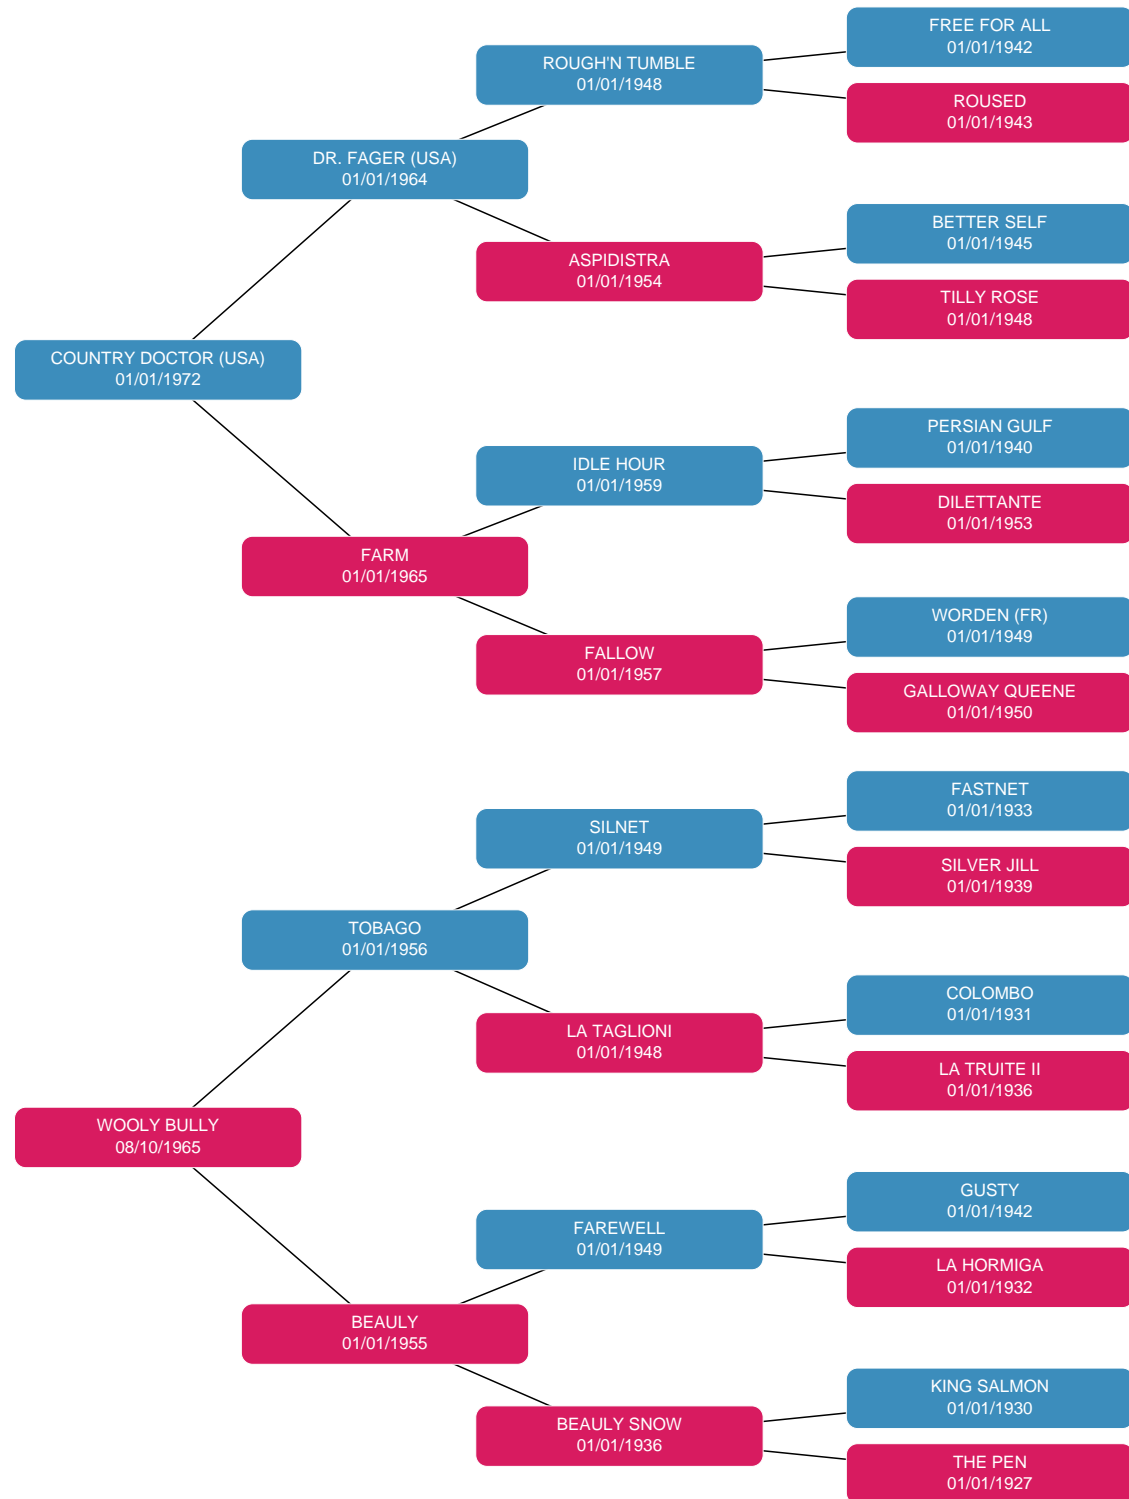 FREE FOR ALL
01/01/1942
ROUGH'N TUMBLE
01/01/1948
ROUSED
01/01/1943
DR. FAGER (USA)
01/01/1964
BETTER SELF
01/01/1945
ASPIDISTRA
01/01/1954
TILLY ROSE
01/01/1948
COUNTRY DOCTOR (USA)
01/01/1972
PERSIAN GULF
01/01/1940
IDLE HOUR
01/01/1959
DILETTANTE
01/01/1953
FARM
01/01/1965
WORDEN (FR)
01/01/1949
FALLOW
01/01/1957
GALLOWAY QUEENE
01/01/1950
FASTNET
01/01/1933
SILNET
01/01/1949
SILVER JILL
01/01/1939
TOBAGO
01/01/1956
COLOMBO
01/01/1931
LA TAGLIONI
01/01/1948
LA TRUITE II
01/01/1936
WOOLY BULLY
08/10/1965
GUSTY
01/01/1942
FAREWELL
01/01/1949
LA HORMIGA
01/01/1932
BEAULY
01/01/1955
KING SALMON
01/01/1930
BEAULY SNOW
01/01/1936
THE PEN
01/01/1927